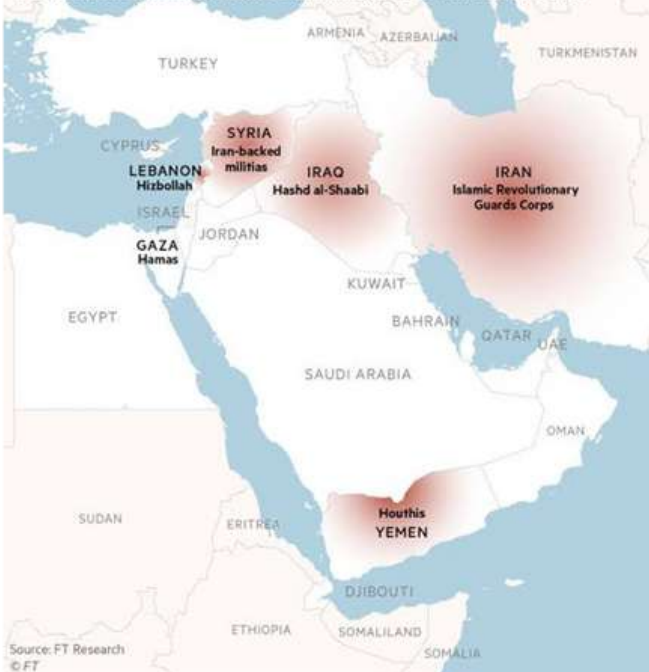 ARMENIA
AZERBAIJAN
TURKMENISTAN
TURKEY
CYPRUS
SYRIA
Iran-backed
militias
LEBANON
Hizbollah
IRAQ
Hashd al-Shaabi
IRAN
Islamic Revolutionary
Guards Corps
ISRAEL
JORDAN
GAZA
Hamas
KUWAIT
EGYPT
BAHRAIN
QATAR
UAE
SAUDI ARABIA
OMAN
Houthis
YEMEN
SUDAN
ERITREA
DJIBOUTI
ETHIOPIA
SOMALILAND
SOMALIA
Source: FT Research
© FT